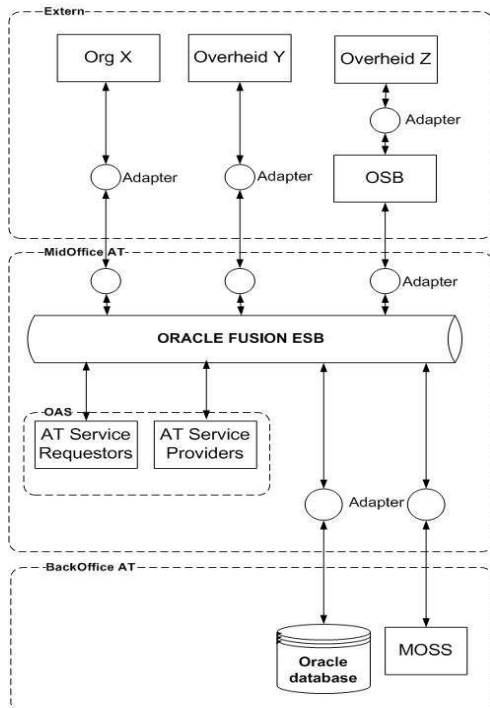 Extern
Org X
Overheid Y
Overheid Z
Adapter
Adapter
Adapter
OSB
MidOffice AT
Adapter
ORACLE FUSION ESB
OAS
AT Service
Requestors
AT Service
Providers
Adapter
BackOffice AT
Oracle
database
MOSS